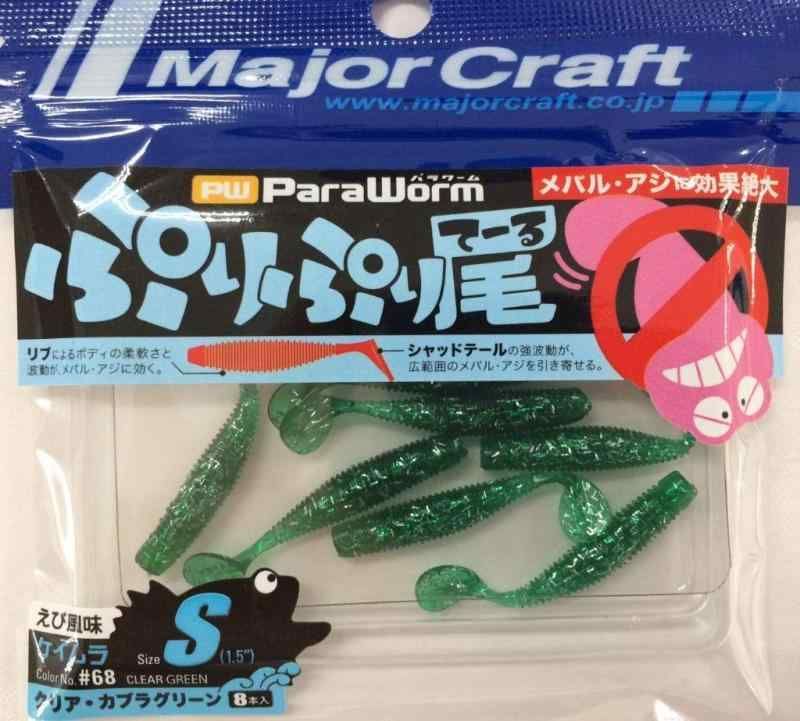 Major Craft
www.majorcraft.co.jp
パラワーム
PW ParaWorm
メバル・アジに効果絶大
ぷりぷり尾
てーる
リブによるボディの柔軟さと
波動が、メバル・アジに効く。
シャッドテールの強波動が、
広範囲のメバル・アジを引き寄せる。
えび風味
ケイムラ
Size S (1.5")
Color No. #68 CLEAR GREEN
クリア・カブラグリーン 8本入